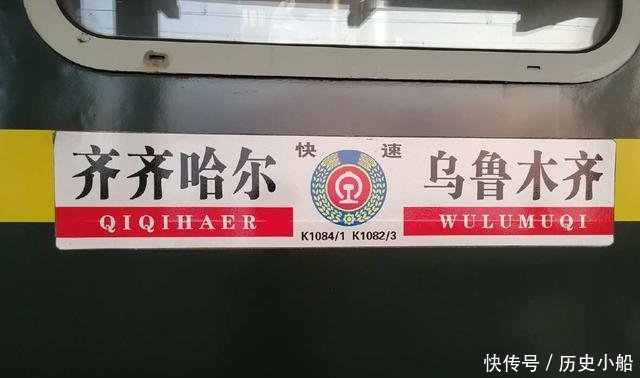 快 速
齐齐哈尔 乌鲁木齐
QIQIHAER WULUMUQI
K1084/1 K1082/3
快传号 / 历史小船